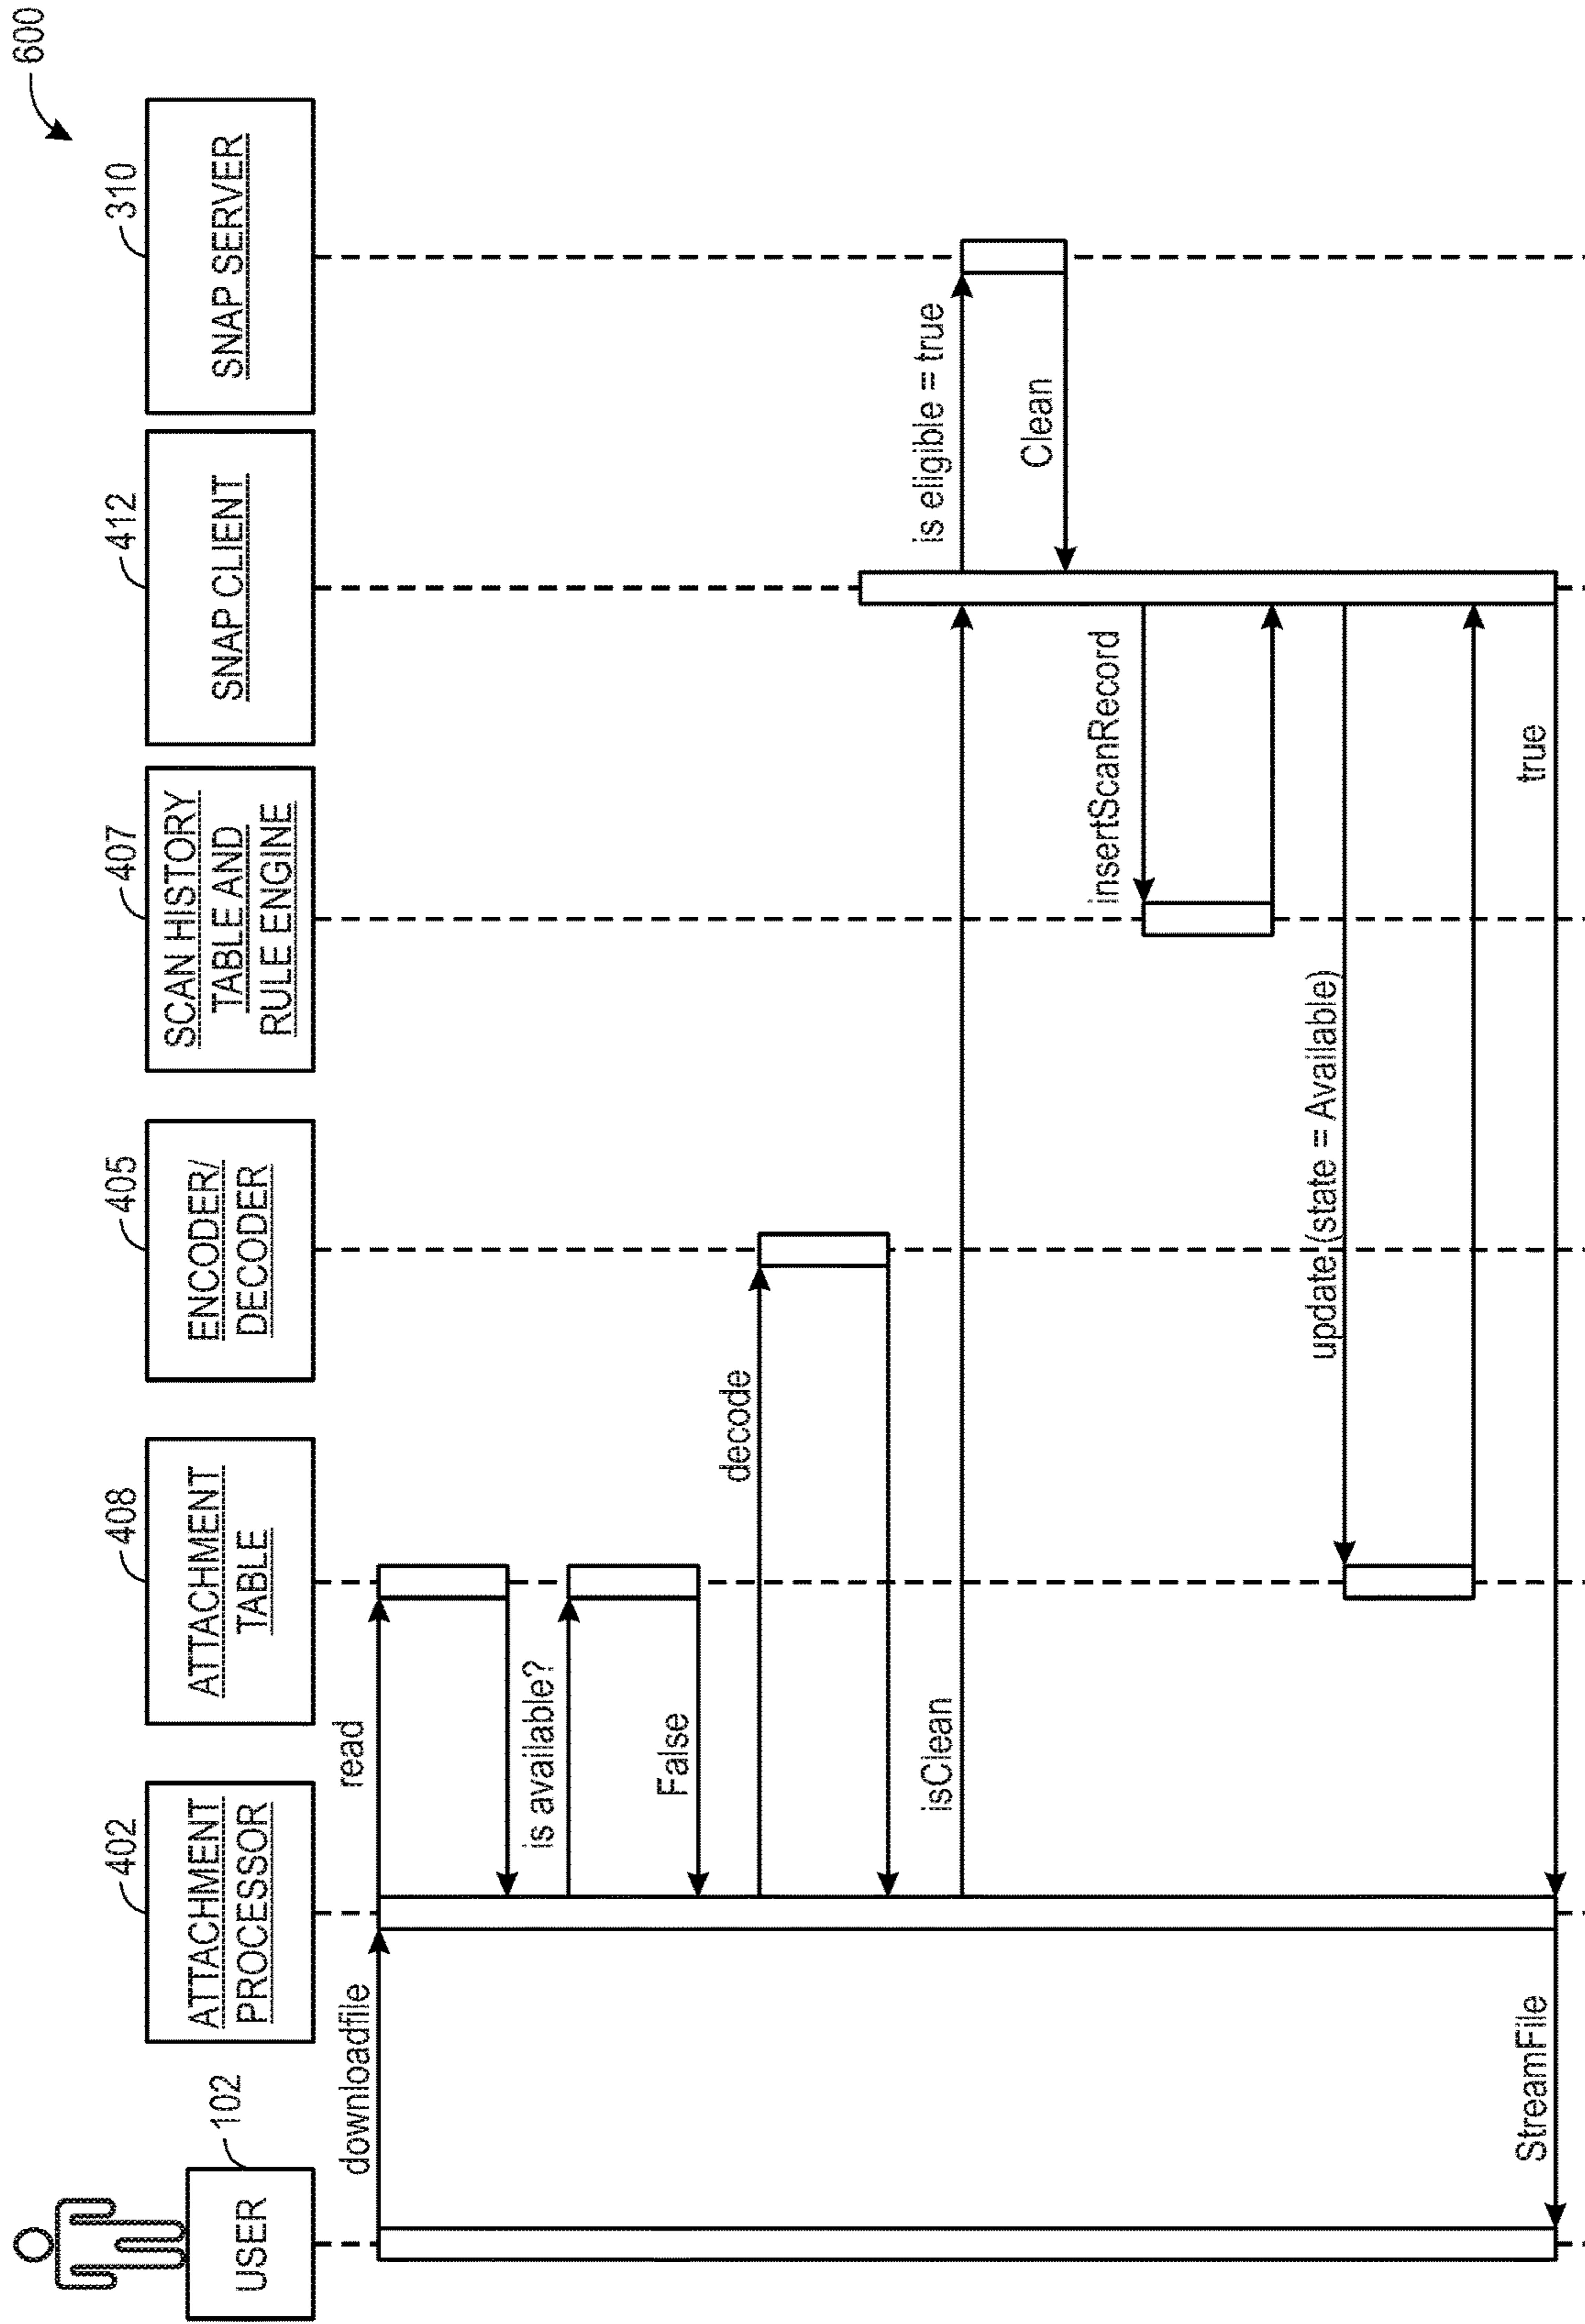 600
USER
102
ATTACHMENT
PROCESSOR
402
ATTACHMENT
TABLE
408
ENCODER/
DECODER
405
SCAN HISTORY
TABLE AND
RULE ENGINE
407
SNAP CLIENT
412
SNAP SERVER
310
downloadfile
read
is available?
False
decode
isClean
is eligible = true
Clean
insertScanRecord
update (state = Available)
true
StreamFile